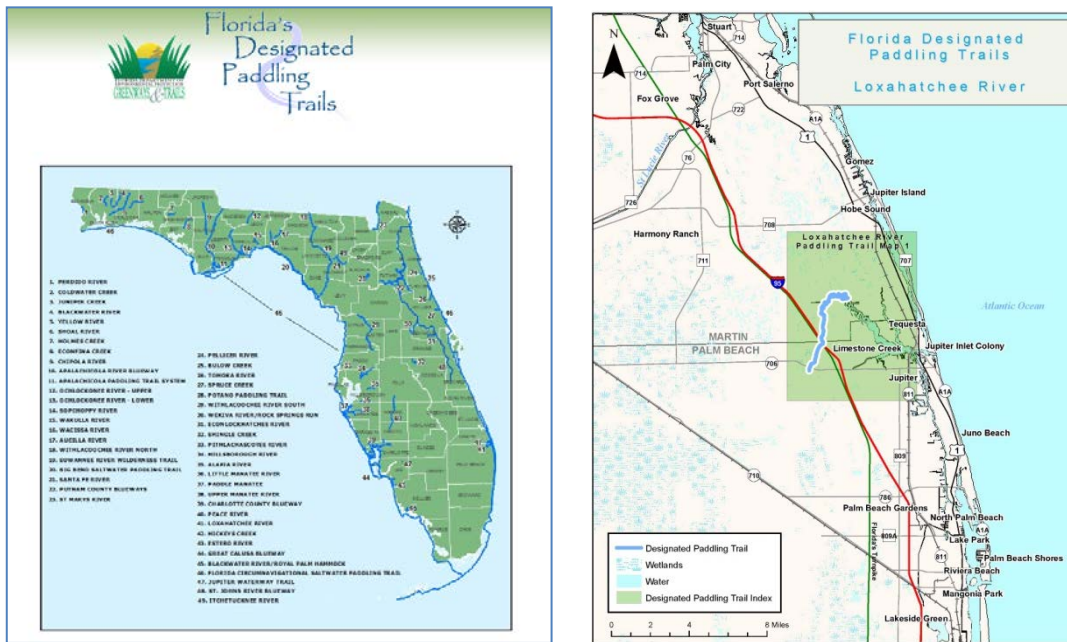 Florida's
Designated
Paddling
&
Trails
GREENWAYS & TRAILS
1. PERDIDO RIVER
2. COLDWATER CREEK
3. JUNIPER CREEK
4. BLACKWATER RIVER
5. YELLOW RIVER
6. SHOAL RIVER
7. HOLMES CREEK
8. ECONFINA CREEK
9. CHIPOLA RIVER
10. APALACHICOLA RIVER BLUEWAY
11. APALACHICOLA PADDLING TRAIL SYSTEM
12. OCHLOCKONEE RIVER - UPPER
13. OCHLOCKONEE RIVER - LOWER
14. SOPCHOPPY RIVER
15. WAKULLA RIVER
16. WACISSA RIVER
17. AUCILLA RIVER
18. WITHLACOOCHEE RIVER NORTH
19. SUWANNEE RIVER WILDERNESS TRAIL
20. BIG BEND SALTWATER PADDLING TRAIL
21. SANTA FE RIVER
22. PUTNAM COUNTY BLUEWAYS
23. ST MARYS RIVER
24. PELLICER RIVER
25. BULOW CREEK
26. TOMOKA RIVER
27. SPRUCE CREEK
28. POTANO PADDLING TRAIL
29. WITHLACOOCHEE RIVER SOUTH
30. WEKIVA RIVER/ROCK SPRINGS RUN
31. ECONLOCKHATCHEE RIVER
32. SHINGLE CREEK
33. PITHLACHASCOTEE RIVER
34. HILLSBOROUGH RIVER
35. ALAFIA RIVER
36. LITTLE MANATEE RIVER
37. PADDLE MANATEE
38. UPPER MANATEE RIVER
39. CHARLOTTE COUNTY BLUEWAY
40. PEACE RIVER
41. LOXAHATCHEE RIVER
42. HICKEYS CREEK
43. ESTERO RIVER
44. GREAT CALUSA BLUEWAY
45. BLACKWATER RIVER/ROYAL PALM HAMMOCK
46. FLORIDA CIRCUMNAVIGATIONAL SALTWATER PADDLING TRAIL
47. JUPITER WATERWAY TRAIL
48. ST. JOHNS RIVER BLUEWAY
49. ITCHETUCKNEE RIVER
Florida Designated
Paddling Trails
Loxahatchee River
N
Stuart
714
Palm City
714
Port Salerno
Fox Grove
722
A1A
1
St Lucie River
76
Gomez
726
Jupiter Island
Hobe Sound
708
Harmony Ranch
Loxahatchee River
Paddling Trail Map 1
711
707
95
Atlantic Ocean
Tequesta
MARTIN
PALM BEACH
Limestone Creek
Jupiter Inlet Colony
706
Jupiter
811
A1A
Juno Beach
1
809
710
786
Palm Beach Gardens
North Palm Beach
A1A
809A
Lake Park
Florida's Turnpike
811
Palm Beach Shores
Riviera Beach
Mangonia Park
Lakeside Green
Designated Paddling Trail
Wetlands
Water
Designated Paddling Trail Index
0 2 4 8 Miles